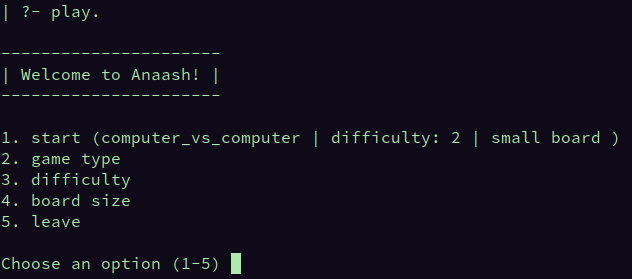 | ?- play.
----------------------
| Welcome to Anaash! |
----------------------
1. start (computer_vs_computer | difficulty: 2 | small board )
2. game type
3. difficulty
4. board size
5. leave
Choose an option (1-5)